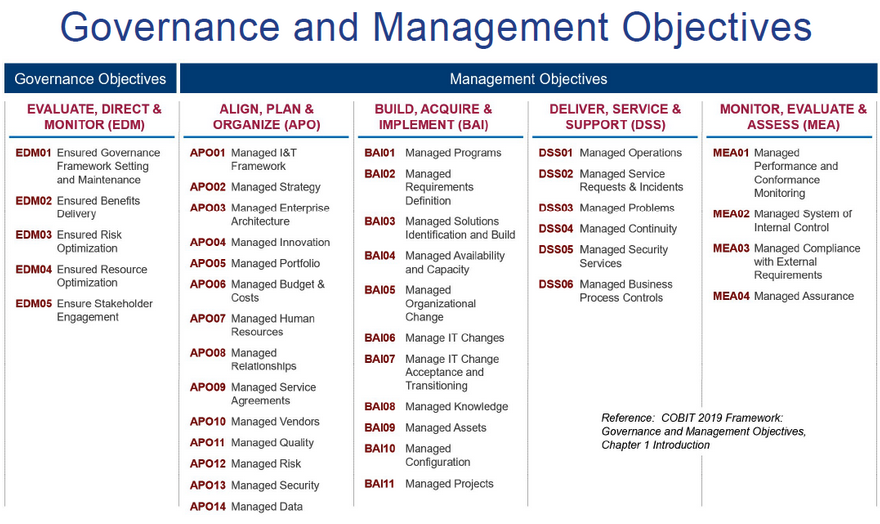 Governance and Management Objectives
Governance Objectives
Management Objectives
EVALUATE, DIRECT &
MONITOR (EDM)
EDM01 Ensured Governance
Framework Setting
and Maintenance
EDM02 Ensured Benefits
Delivery
EDM03 Ensured Risk
Optimization
EDM04 Ensured Resource
Optimization
EDM05 Ensure Stakeholder
Engagement
ALIGN, PLAN &
ORGANIZE (APO)
APO01 Managed I&T
Framework
APO02 Managed Strategy
APO03 Managed Enterprise
Architecture
APO04 Managed Innovation
APO05 Managed Portfolio
APO06 Managed Budget &
Costs
APO07 Managed Human
Resources
APO08 Managed
Relationships
APO09 Managed Service
Agreements
APO10 Managed Vendors
APO11 Managed Quality
APO12 Managed Risk
APO13 Managed Security
APO14 Managed Data
BUILD, ACQUIRE &
IMPLEMENT (BAI)
BAI01 Managed Programs
BAI02 Managed
Requirements
Definition
BAI03 Managed Solutions
Identification and Build
BAI04 Managed Availability
and Capacity
BAI05 Managed
Organizational
Change
BAI06 Manage IT Changes
BAI07 Manage IT Change
Acceptance and
Transitioning
BAI08 Managed Knowledge
BAI09 Managed Assets
BAI10 Managed
Configuration
BAI11 Managed Projects
DELIVER, SERVICE &
SUPPORT (DSS)
DSS01 Managed Operations
DSS02 Managed Service
Requests & Incidents
DSS03 Managed Problems
DSS04 Managed Continuity
DSS05 Managed Security
Services
DSS06 Managed Business
Process Controls
MONITOR, EVALUATE &
ASSESS (MEA)
MEA01 Managed
Performance and
Conformance
Monitoring
MEA02 Managed System of
Internal Control
MEA03 Managed Compliance
with External
Requirements
MEA04 Managed Assurance
Reference: COBIT 2019 Framework:
Governance and Management Objectives,
Chapter 1 Introduction